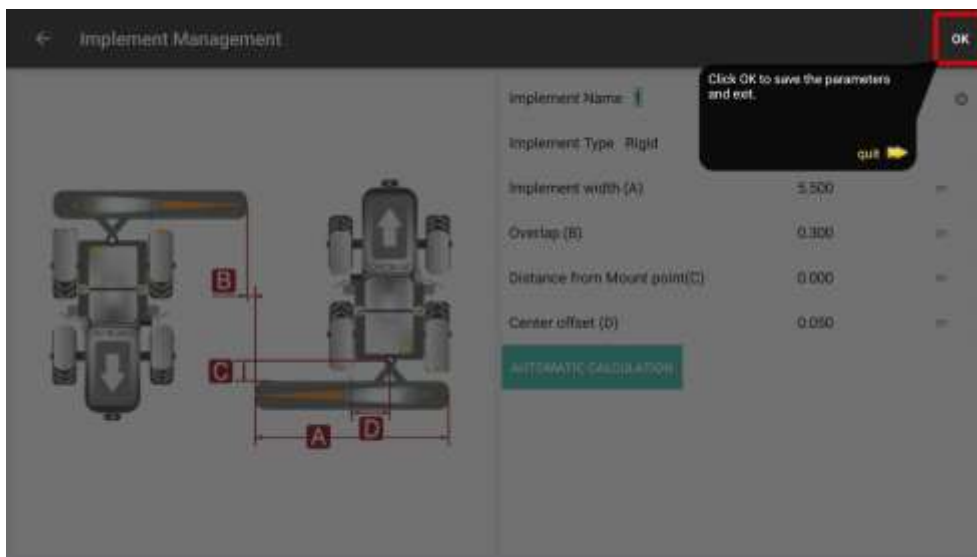 Implement Management
OK
Click OK to save the parameters
and exit.
quit
Implement Name 1
Implement Type Rigid
Implement width (A) 5.500 m
Overlap (B) 0.300 m
Distance from Mount point(C) 0.000 m
Center offset (D) 0.050 m
AUTOMATIC CALCULATION
B
C
A
D